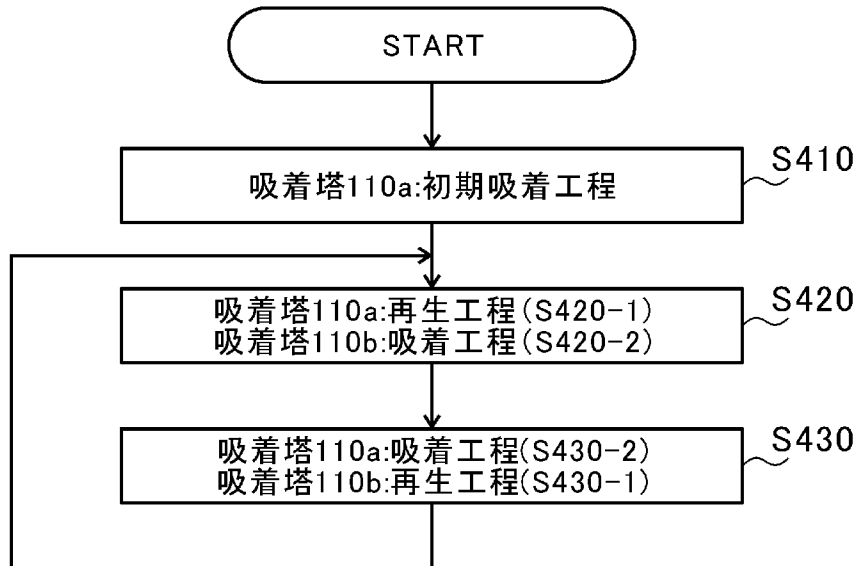 START
吸着塔110a:初期吸着工程
S410
吸着塔110a:再生工程(S420-1)
吸着塔110b:吸着工程(S420-2)
S420
吸着塔110a:吸着工程(S430-2)
吸着塔110b:再生工程(S430-1)
S430